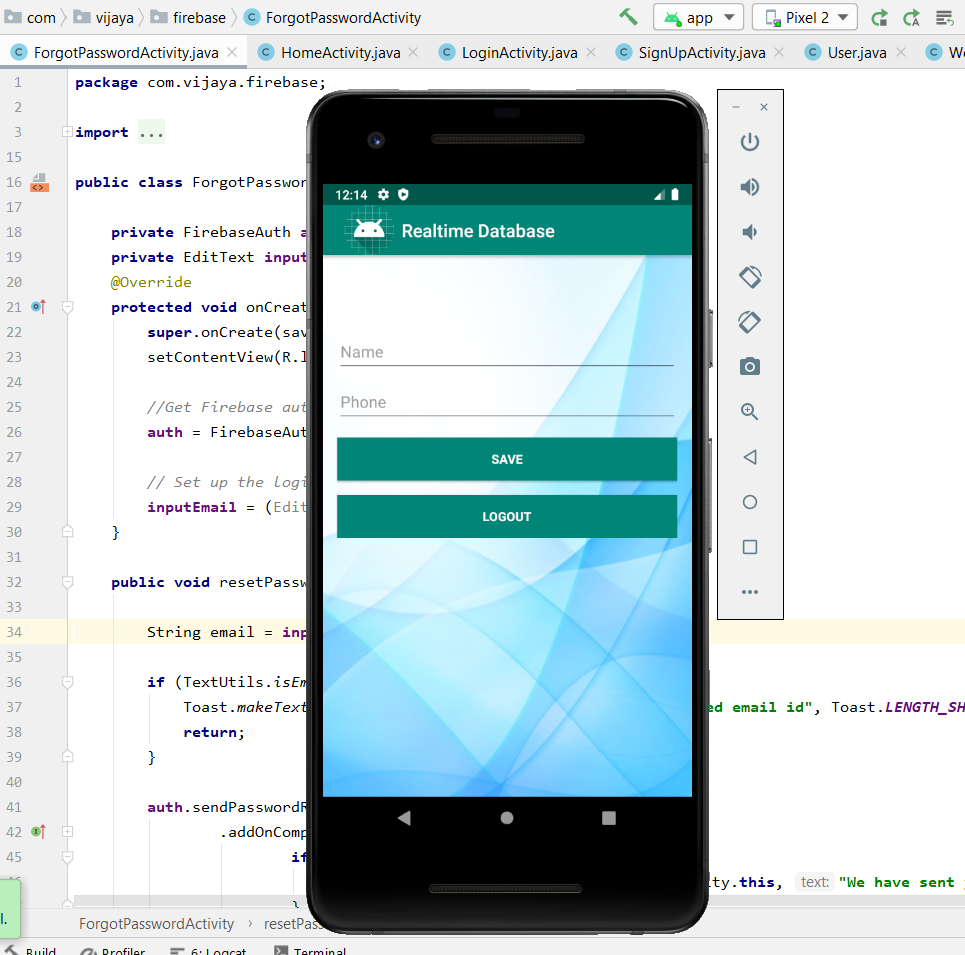 com vijaya firebase ForgotPasswordActivity app Pixel 2
ForgotPasswordActivity.java HomeActivity.java LoginActivity.java SignUpActivity.java User.java
1 package com.vijaya.firebase;
2
3 import ...
15
16 public class ForgotPasswor
17
18 private FirebaseAuth a
19 private EditText input
20 @Override
21 protected void onCreat
22 super.onCreate(sav
23 setContentView(R.l
24
25 //Get Firebase aut
26 auth = FirebaseAut
27
28 // Set up the logi
29 inputEmail = (Edit
30 }
31
32 public void resetPassw
33
34 String email = inp
35
36 if (TextUtils.isEm
37 Toast.makeText ed email id", Toast.LENGTH_SH
38 return;
39 }
40
41 auth.sendPasswordR
42 .addOnComp
45 if
ity.this, text: "We have sent
}
l.
ForgotPasswordActivity resetPass
Build Profiler 6: Logcat Terminal
12:14
Realtime Database
Name
Phone
SAVE
LOGOUT